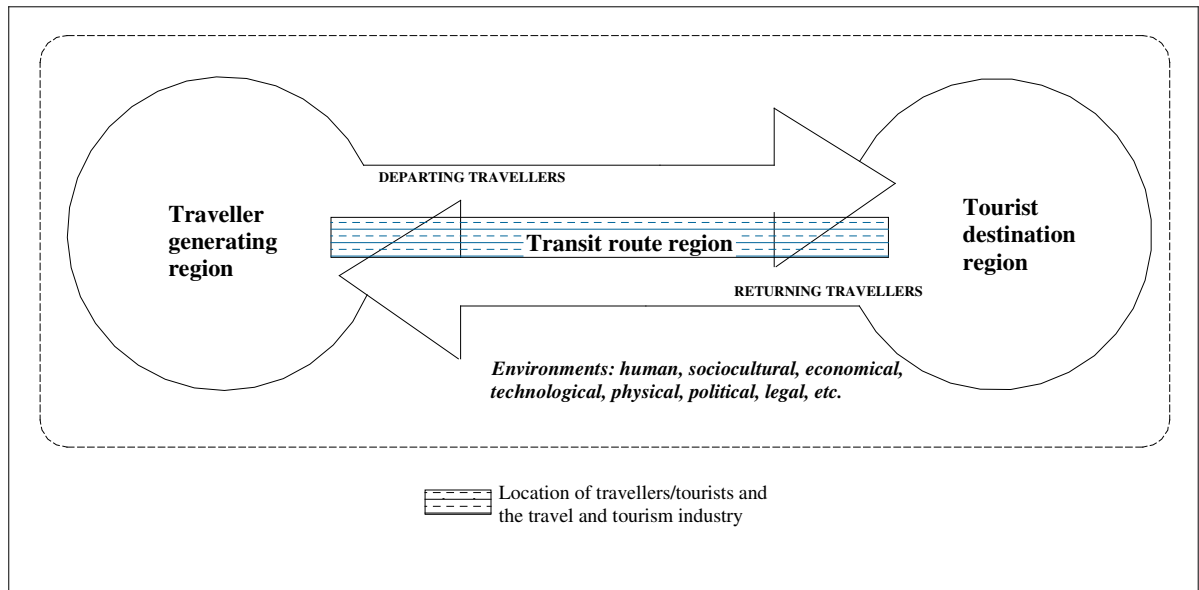 DEPARTING TRAVELLERS
Traveller
generating
region
Transit route region
Tourist
destination
region
RETURNING TRAVELLERS
Environments: human, sociocultural, economical,
technological, physical, political, legal, etc.
Location of travellers/tourists and
the travel and tourism industry